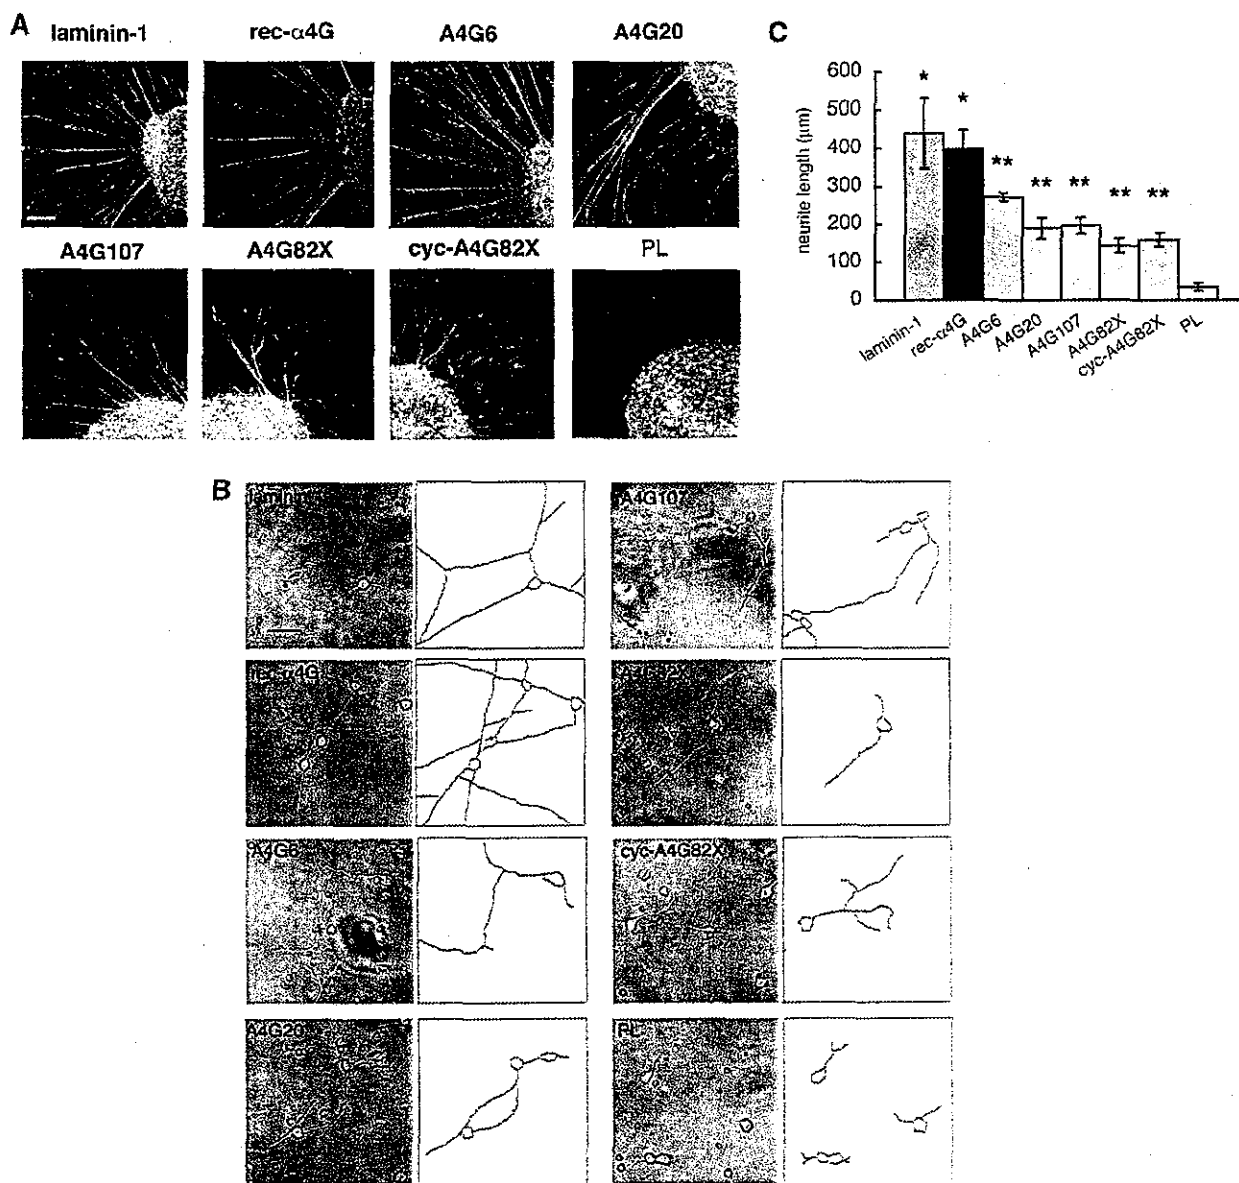 A
laminin-1
rec-α4G
A4G6
A4G20
A4G107
A4G82X
cyc-A4G82X
PL
C
neurite length (μm)
600
500
400
300
200
100
0
*
*
**
**
**
**
**
laminin-1
rec-α4G
A4G6
A4G20
A4G107
A4G82X
cyc-A4G82X
PL
B
laminin
A4G107
rec-α4G
A4G6
cyc-A4G82X
A4G20
PL